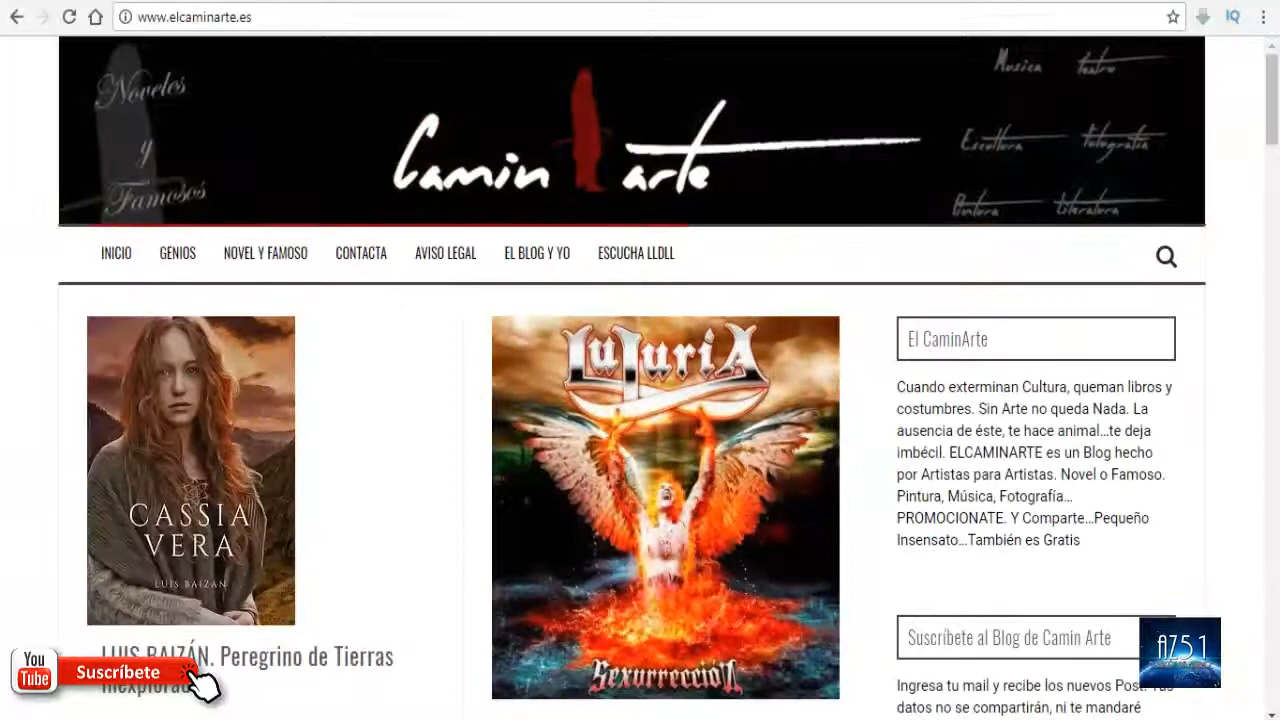 www.elcaminarte.es
Noveles
y
Famosos
Camin arte
Musica Teatro
Escultura Fotografía
Pintura Literatura
INICIO GENIOS NOVEL Y FAMOSO CONTACTA AVISO LEGAL EL BLOG Y YO ESCUCHA LLDLL
CASSIA
VERA
LUIS BAIZÁN
LUIS BAIZÁN. Peregrino de Tierras
LuJuria
Sexurrección
El CaminArte
Cuando exterminan Cultura, queman libros y
costumbres. Sin Arte no queda Nada. La
ausencia de éste, te hace animal...te deja
imbécil. ELCAMINARTE es un Blog hecho
por Artistas para Artistas. Novel o Famoso.
Pintura, Música, Fotografía...
PROMOCIONATE. Y Comparte...Pequeño
Insensato...También es Gratis
Suscríbete al Blog de Camin Arte
Ingresa tu mail y recibe los nuevos Post. Tus
datos no se compartirán, ni te mandaré
You
Tube
Suscríbete
AZ51